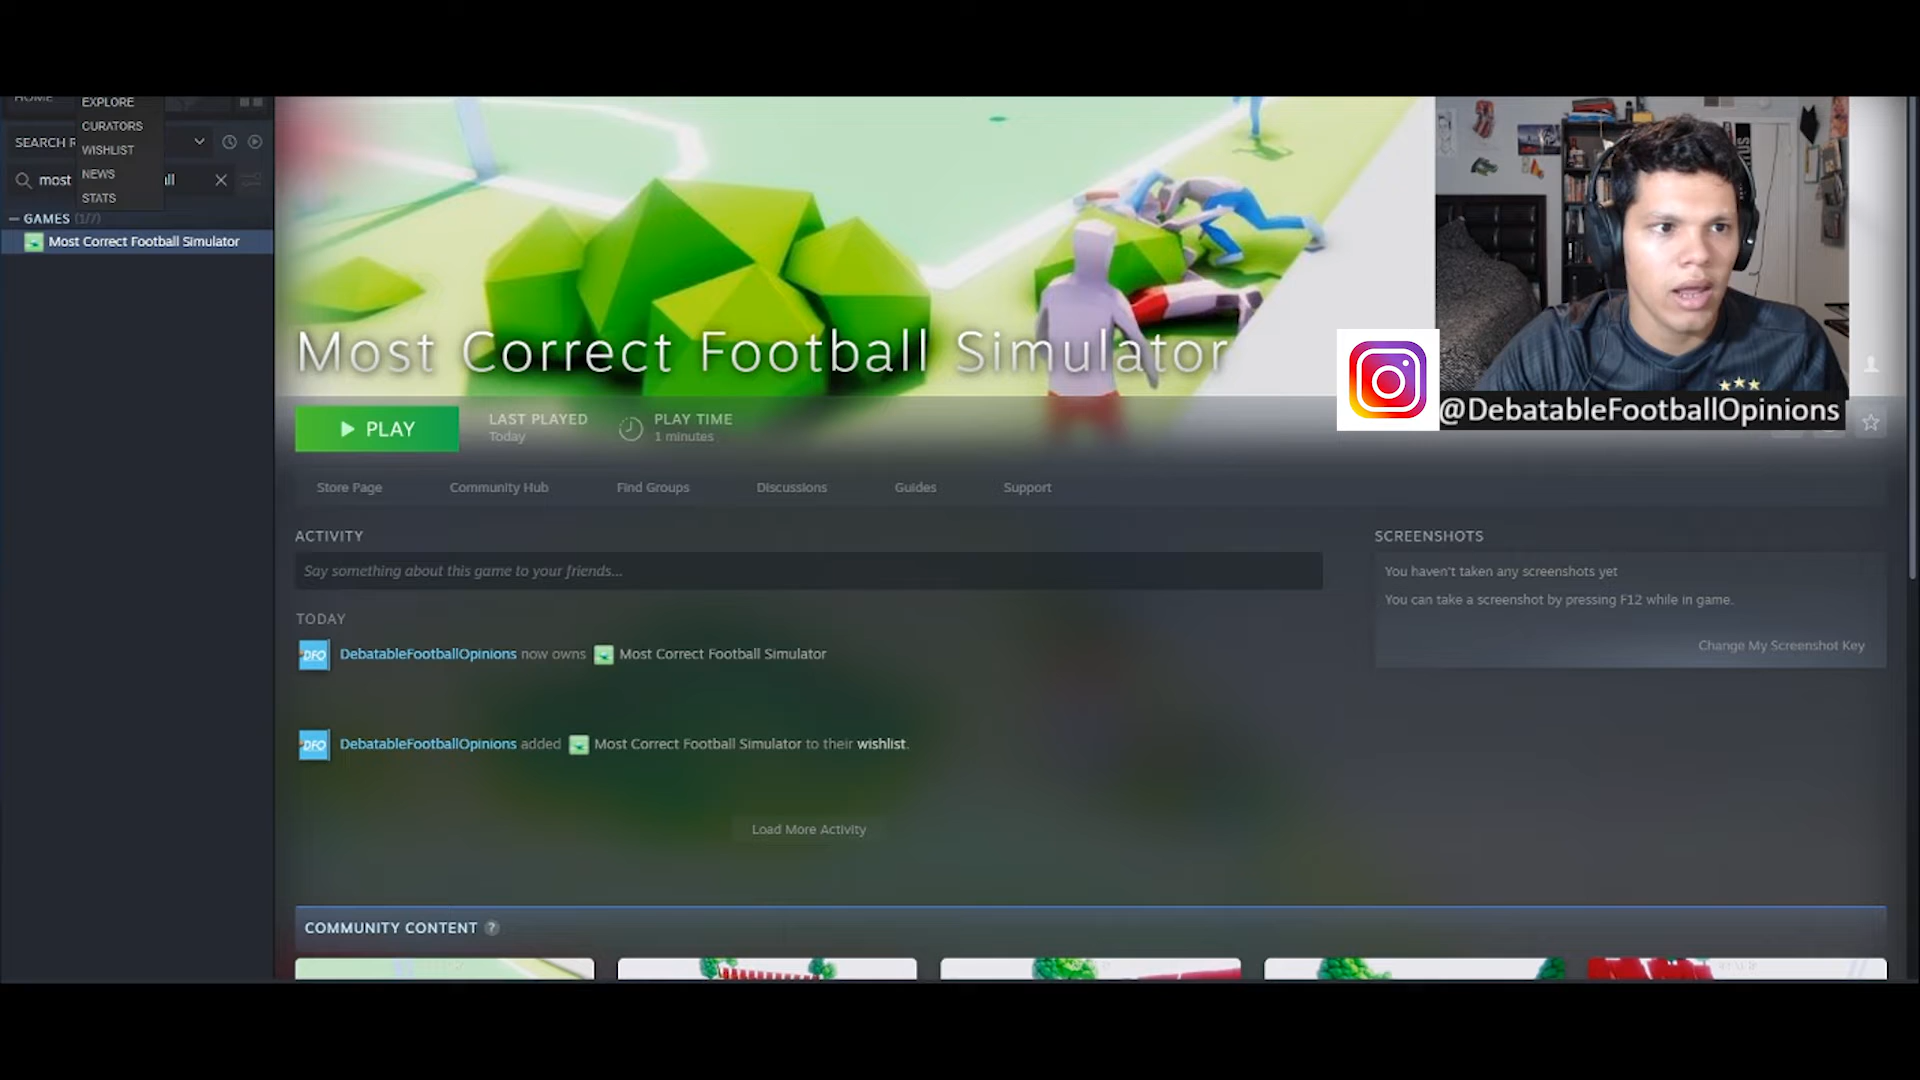 HOME
EXPLORE
CURATORS
WISHLIST
NEWS
STATS
SEARCH R
most
all
GAMES (1/7)
Most Correct Football Simulator
Most Correct Football Simulator
@DebatableFootballOpinions
PLAY
LAST PLAYED
Today
PLAY TIME
1 minutes
Store Page
Community Hub
Find Groups
Discussions
Guides
Support
ACTIVITY
Say something about this game to your friends...
SCREENSHOTS
You haven't taken any screenshots yet
You can take a screenshot by pressing F12 while in game.
Change My Screenshot Key
TODAY
DFO
DebatableFootballOpinions now owns Most Correct Football Simulator
DFO
DebatableFootballOpinions added Most Correct Football Simulator to their wishlist.
Load More Activity
COMMUNITY CONTENT ?